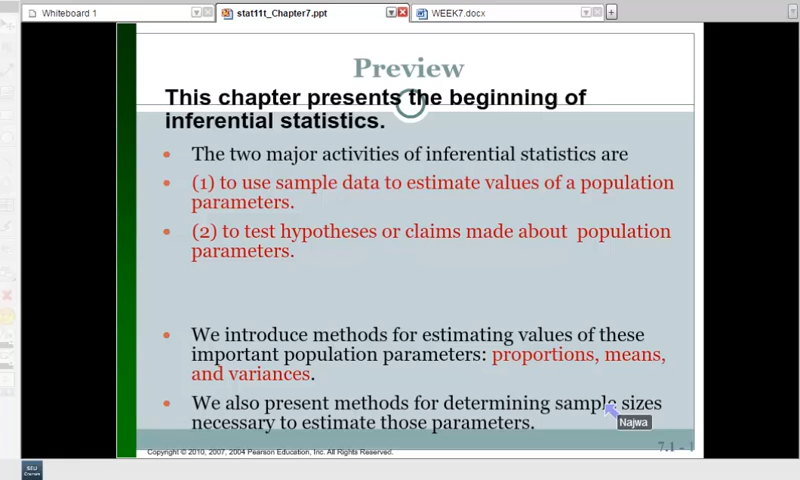 Whiteboard 1
stat11t_Chapter7.ppt
WEEK7.docx
Preview
This chapter presents the beginning of
inferential statistics.
• The two major activities of inferential statistics are
• (1) to use sample data to estimate values of a population
parameters.
• (2) to test hypotheses or claims made about population
parameters.
• We introduce methods for estimating values of these
important population parameters: proportions, means,
and variances.
• We also present methods for determining sample sizes
necessary to estimate those parameters.
Najwa
7.1 - 1
Copyright © 2010, 2007, 2004 Pearson Education, Inc. All Rights Reserved.